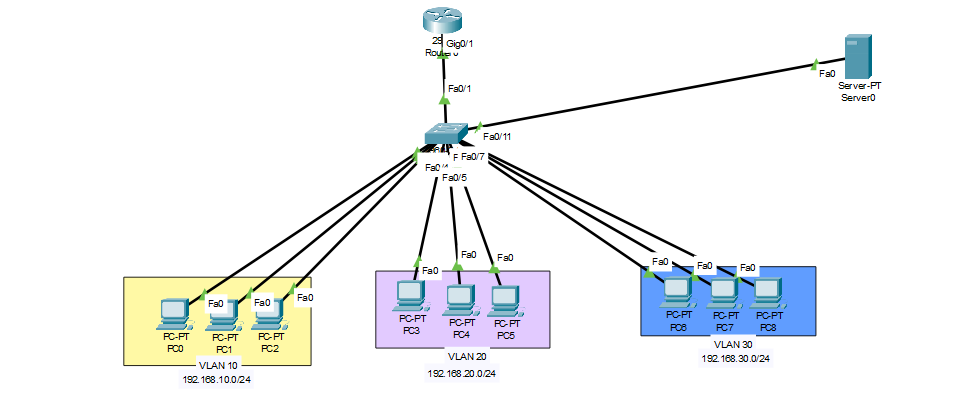 Gig0/1
Fa0/1
Fa0
Server-PT
Server0
Fa0/11
Fa0/7
Fa0/5
Fa0
Fa0
Fa0
Fa0
Fa0
Fa0
Fa0
Fa0
Fa0
PC-PT
PC0
PC-PT
PC1
PC-PT
PC2
PC-PT
PC3
PC-PT
PC4
PC-PT
PC5
PC-PT
PC6
PC-PT
PC7
PC-PT
PC8
VLAN 10
192.168.10.0/24
VLAN 20
192.168.20.0/24
VLAN 30
192.168.30.0/24